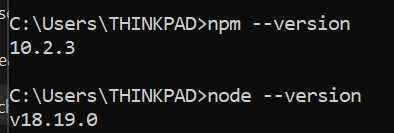 C:\Users\THINKPAD>npm --version
10.2.3
C:\Users\THINKPAD>node --version
v18.19.0